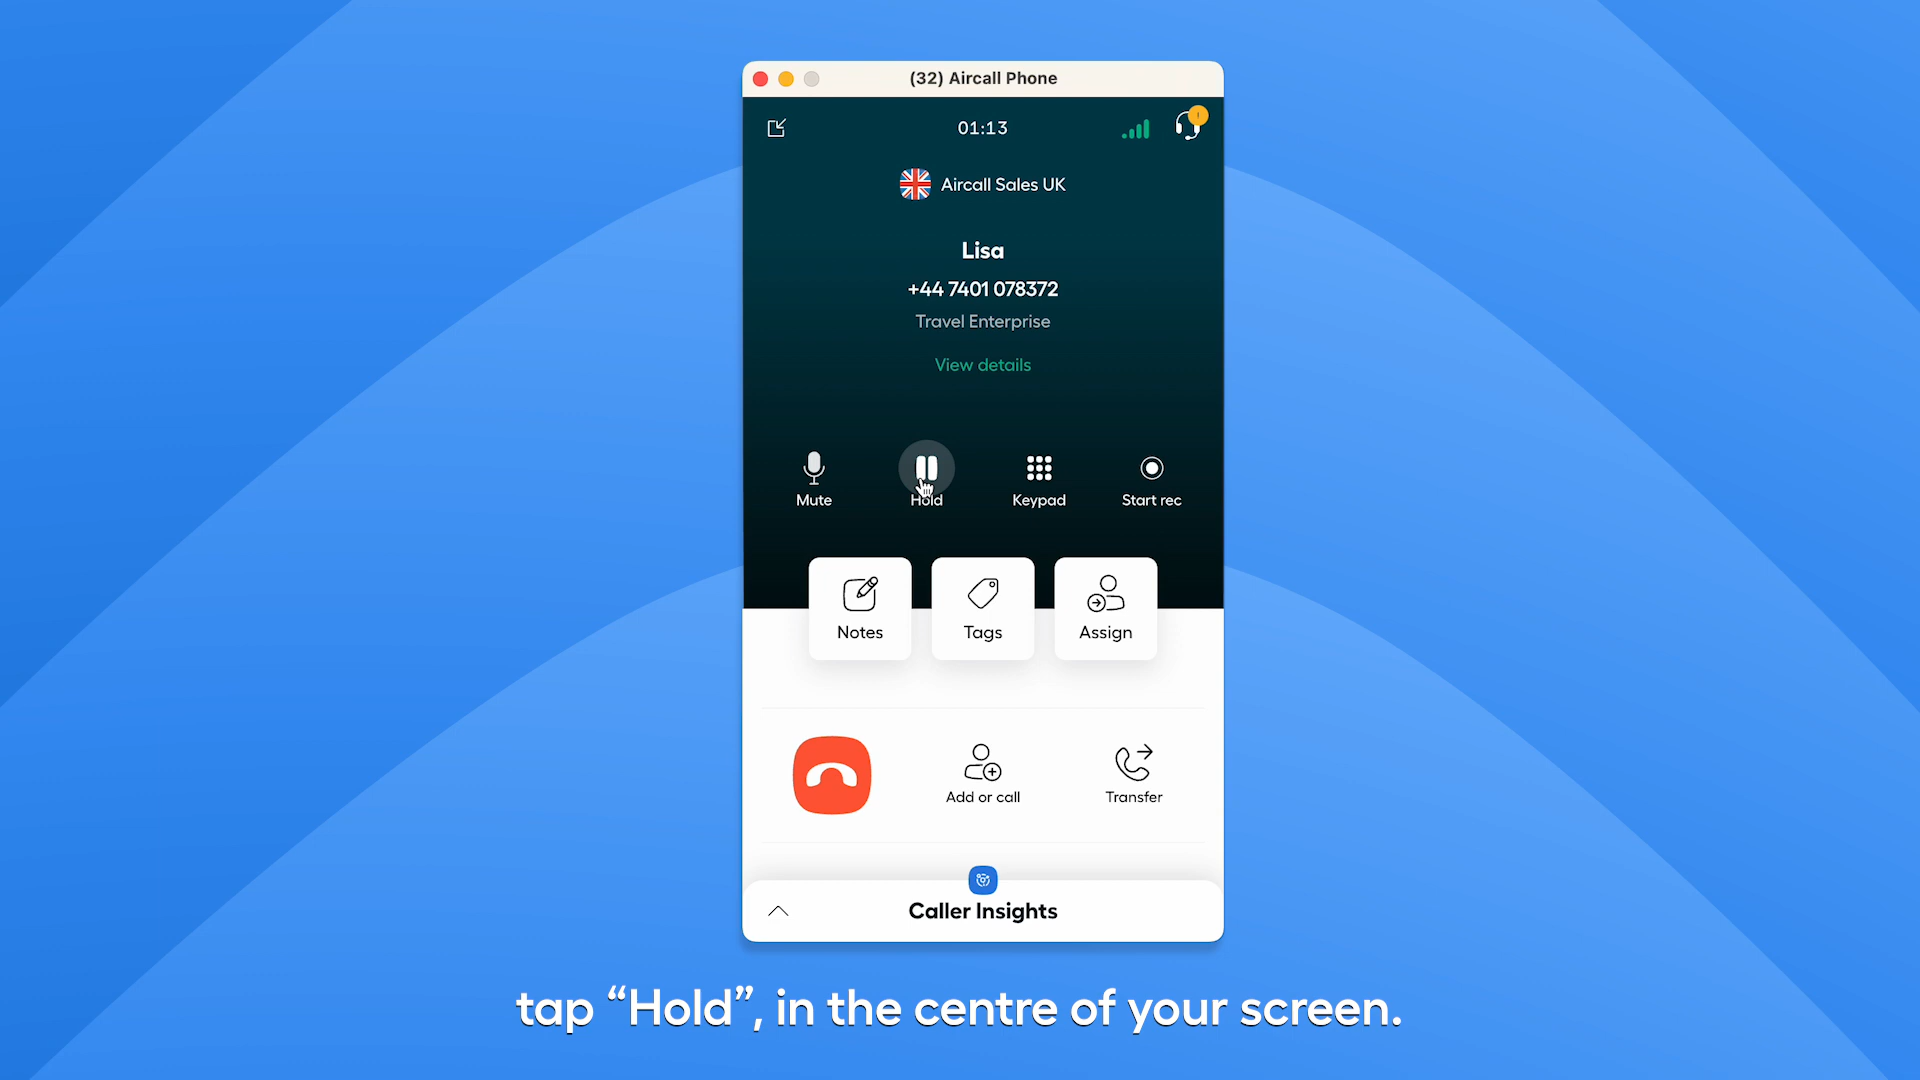 (32) Aircall Phone
01:13
Aircall Sales UK
Lisa
+44 7401 078372
Travel Enterprise
View details
Mute
Hold
Keypad
Start rec
Notes
Tags
Assign
Add or call
Transfer
Caller Insights
tap “Hold”, in the centre of your screen.